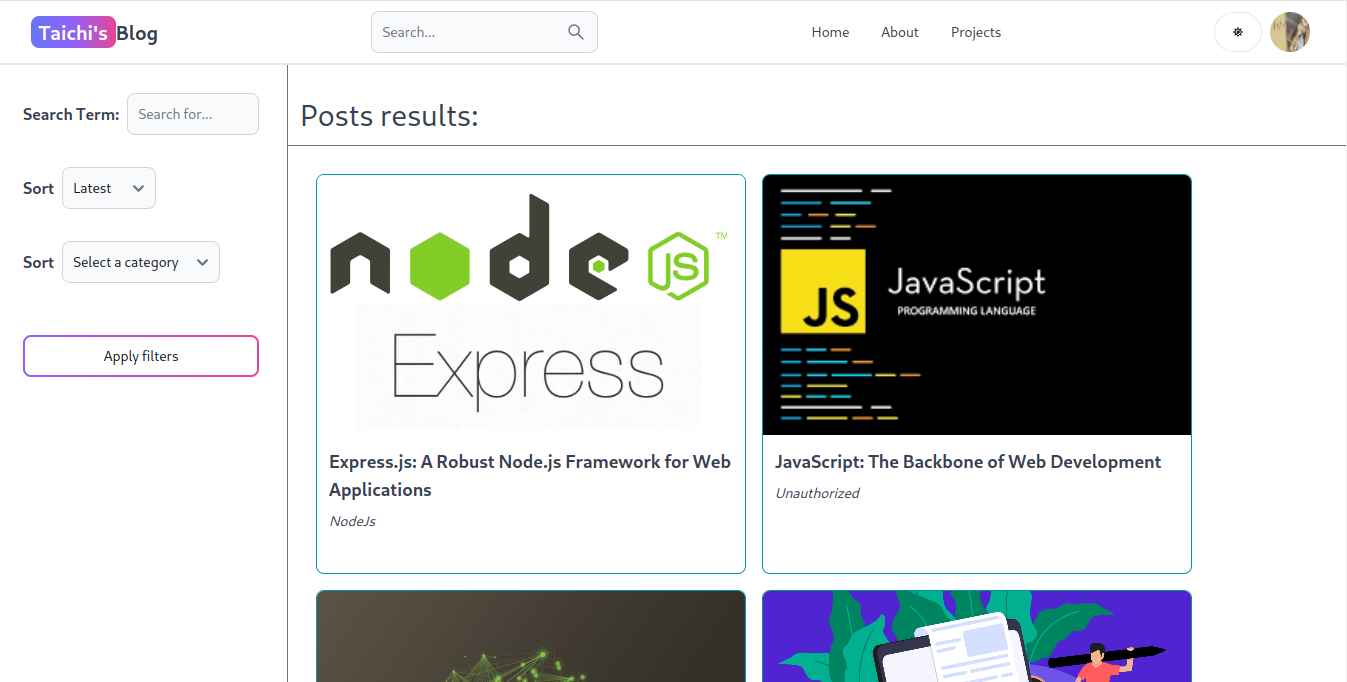 Taichi's Blog
Search...
Home
About
Projects
Search Term:
Search for...
Sort
Latest
Sort
Select a category
Apply filters
Posts results:
node JS TM
Express
Express.js: A Robust Node.js Framework for Web
Applications
NodeJs
JS
JavaScript
PROGRAMMING LANGUAGE
JavaScript: The Backbone of Web Development
Unauthorized